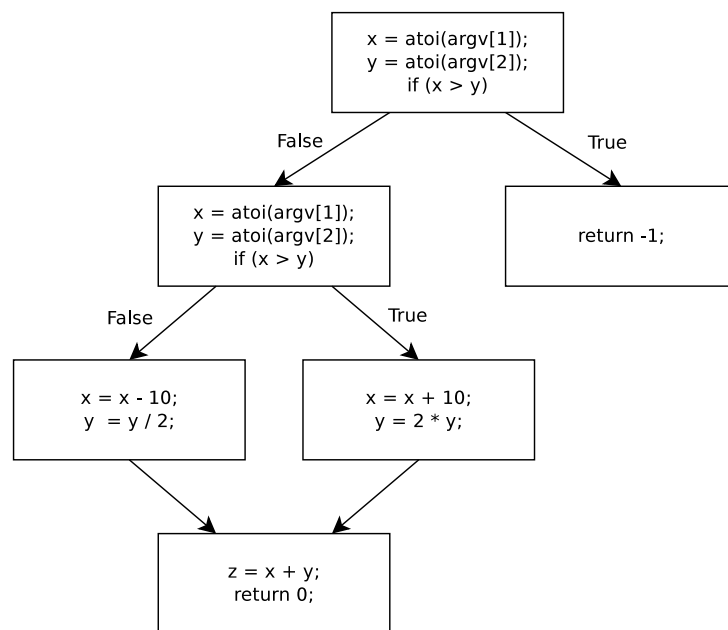 x = atoi(argv[1]);
y = atoi(argv[2]);
if (x > y)
False
True
x = atoi(argv[1]);
y = atoi(argv[2]);
if (x > y)
return -1;
False
True
x = x - 10;
y  = y / 2;
x = x + 10;
y = 2 * y;
z = x + y;
return 0;